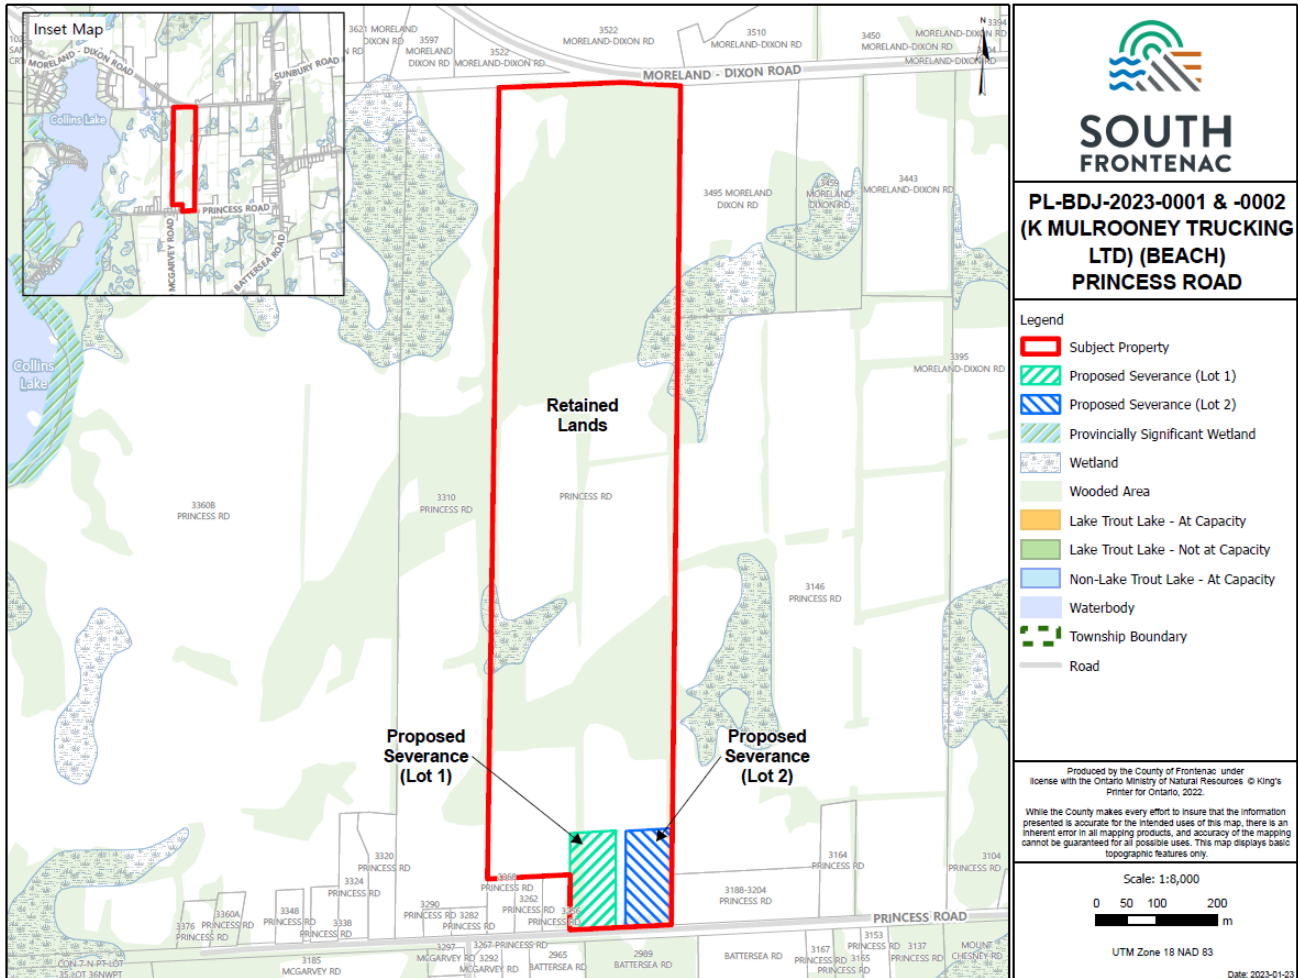 Inset Map
MORELAND - DIXON ROAD
SUNBURY ROAD
Collins Lake
PRINCESS ROAD
MCGARVEY ROAD
BATTERSEA ROAD
3621 MORELAND
DIXON RD
3597
MORELAND
DIXON RD
3522
MORELAND-DIXON RD
3522
MORELAND-DIXON RD
3510
MORELAND-DIXON RD
3450
MORELAND-DIXON RD
3394
MORELAND-DIXON RD
MORELAND-DIXON RD
N
MORELAND - DIXON ROAD
3495 MORELAND
DIXON RD
3459
MORELAND
DIXON RD
3443
MORELAND-DIXON RD
3395
MORELAND-DIXON RD
Collins
Lake
Retained
Lands
3360B
PRINCESS RD
3310
PRINCESS RD
PRINCESS RD
3146
PRINCESS RD
Proposed
Severance
(Lot 1)
Proposed
Severance
(Lot 2)
3320
PRINCESS RD
3324
PRINCESS RD
3376
PRINCESS RD
3360A
PRINCESS RD
3348
PRINCESS RD
3338
PRINCESS RD
3290
PRINCESS RD
3282
PRINCESS RD
PRINCESS RD
3262
PRINCESS RD
PRINCESS RD
3188-3204
PRINCESS RD
3164
PRINCESS RD
3104
PRINCESS RD
PRINCESS ROAD
3185
MCGARVEY RD
3297
MCGARVEY RD
3267 PRINCESS RD
3292
MCGARVEY RD
2965
BATTERSEA RD
2989
BATTERSEA RD
BATTERSEA RD
3167
PRINCESS RD
3153
PRINCESS RD
3165
PRINCESS RD
3137
PRINCESS RD
MOUNT
CHESNEY RD
CON 7 N PT LOT
35 LOT 36NWPT
SOUTH
FRONTENAC
PL-BDJ-2023-0001 & -0002
(K MULROONEY TRUCKING
LTD) (BEACH)
PRINCESS ROAD
Legend
Subject Property
Proposed Severance (Lot 1)
Proposed Severance (Lot 2)
Provincially Significant Wetland
Wetland
Wooded Area
Lake Trout Lake - At Capacity
Lake Trout Lake - Not at Capacity
Non-Lake Trout Lake - At Capacity
Waterbody
Township Boundary
Road
Produced by the County of Frontenac under
license with the Ontario Ministry of Natural Resources © King's
Printer for Ontario, 2022.
While the County makes every effort to insure that the information
presented is accurate for the intended uses of this map, there is an
inherent error in all mapping products, and accuracy of the mapping
cannot be guaranteed for all possible uses. This map displays basic
topographic features only.
Scale: 1:8,000
0 50 100 200
m
UTM Zone 18 NAD 83
Date: 2023-01-23